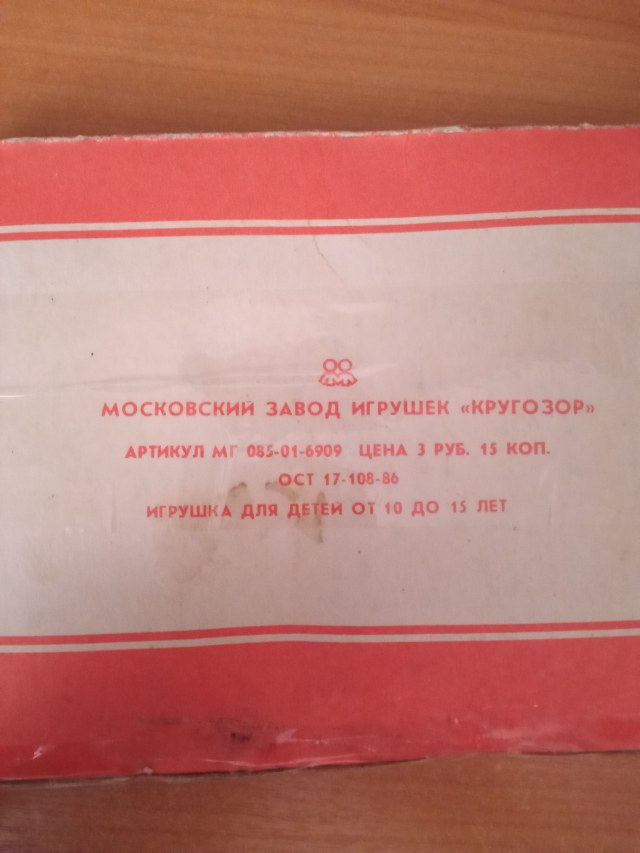 МОСКОВСКИЙ ЗАВОД ИГРУШЕК «КРУГОЗОР»
АРТИКУЛ МГ 085-01-6909 ЦЕНА 3 РУБ. 15 КОП.
ОСТ 17-108-86
ИГРУШКА ДЛЯ ДЕТЕЙ ОТ 10 ДО 15 ЛЕТ